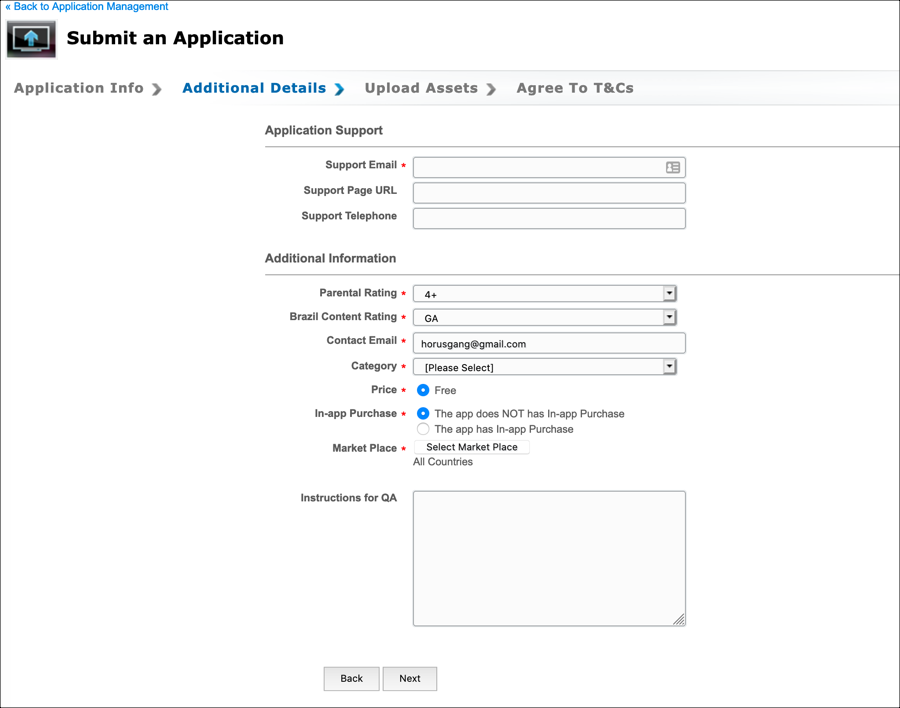 « Back to Application Management
Submit an Application
Application Info ❯ Additional Details ❯ Upload Assets ❯ Agree To T&Cs
Application Support
Support Email *
Support Page URL
Support Telephone
Additional Information
Parental Rating * 4+
Brazil Content Rating * GA
Contact Email * horusgang@gmail.com
Category * [Please Select]
Price * Free
In-app Purchase * The app does NOT has In-app Purchase
The app has In-app Purchase
Market Place * Select Market Place
All Countries
Instructions for QA
Back Next